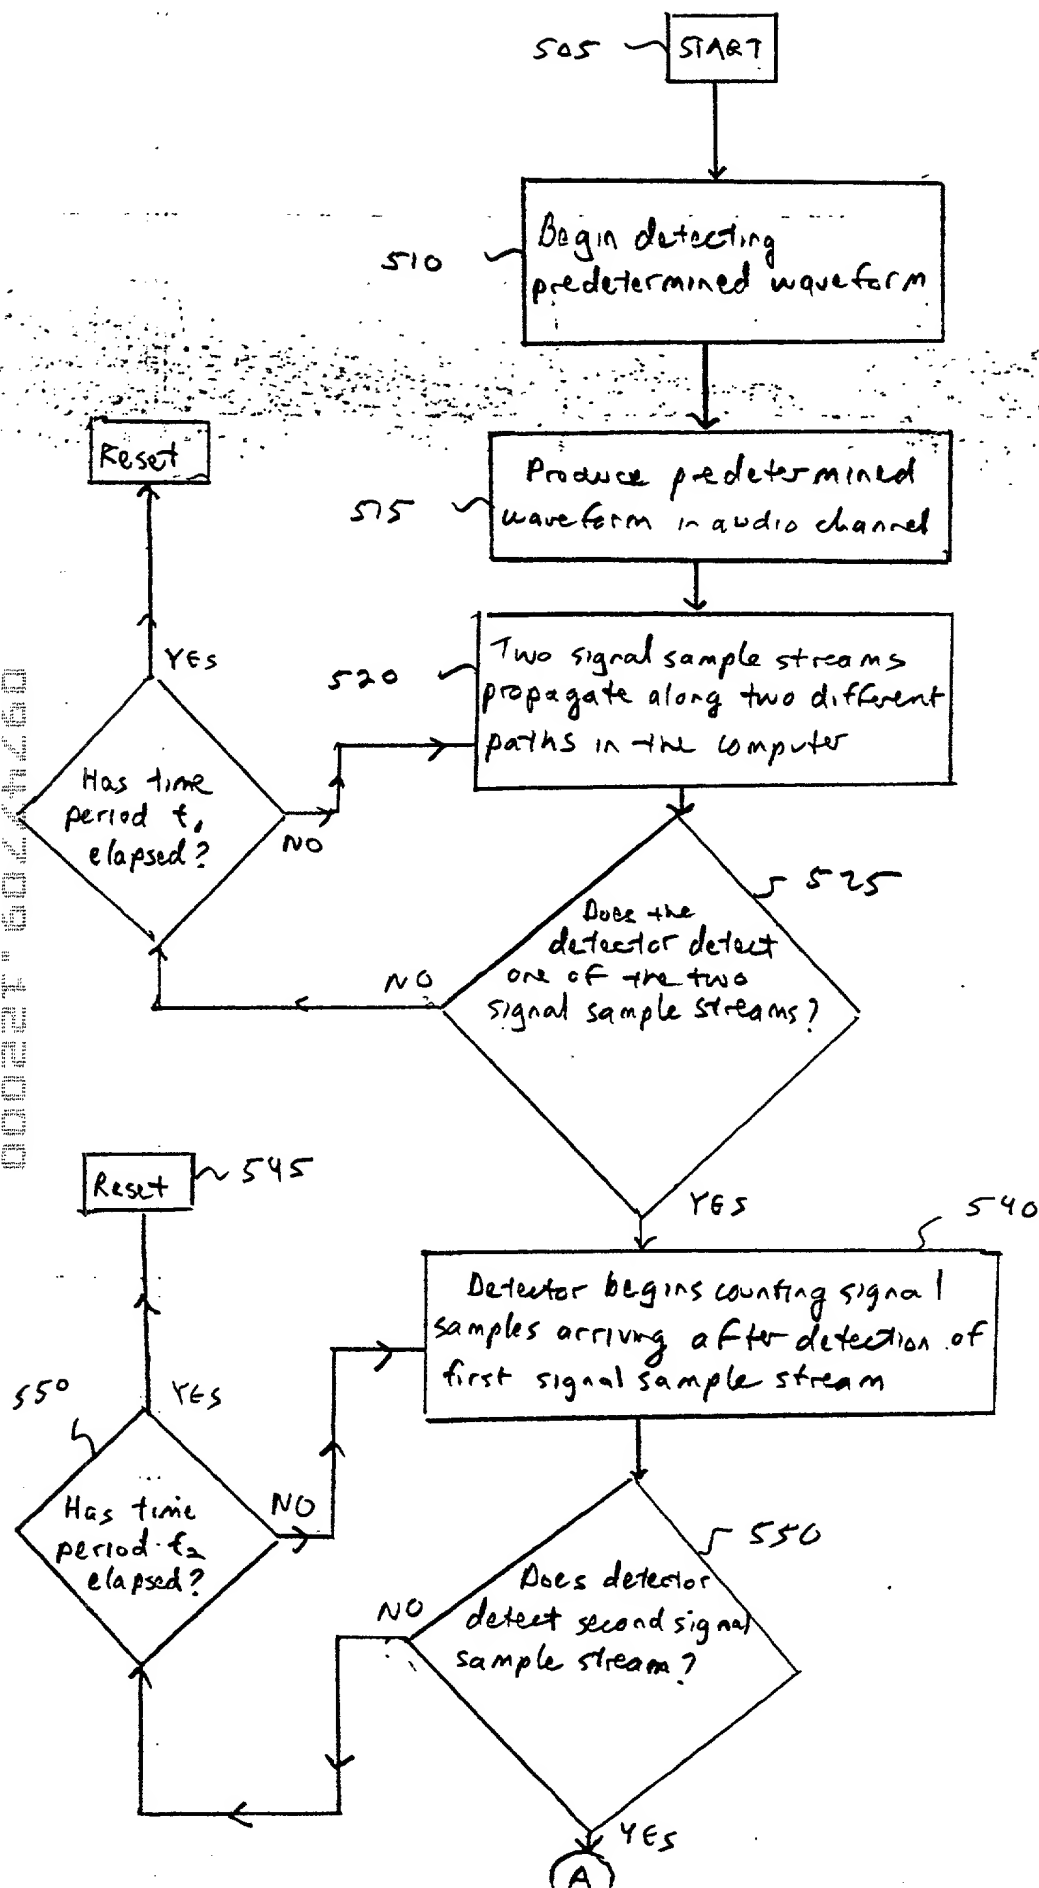 505
START
Begin detecting
predetermined waveform
510
Reset
Produce predetermined
waveform in audio channel
515
YES
Two signal sample streams
propagate along two different
paths in the computer
520
Has time
period t1
elapsed?
NO
525
Does the
detector detect
one of the two
signal sample streams?
NO
YES
Reset
545
540
Detector begins counting signal
samples arriving after detection of
first signal sample stream
550
YES
Has time
period t2
elapsed?
NO
550
Does detector
detect second signal
sample stream?
NO
YES
A